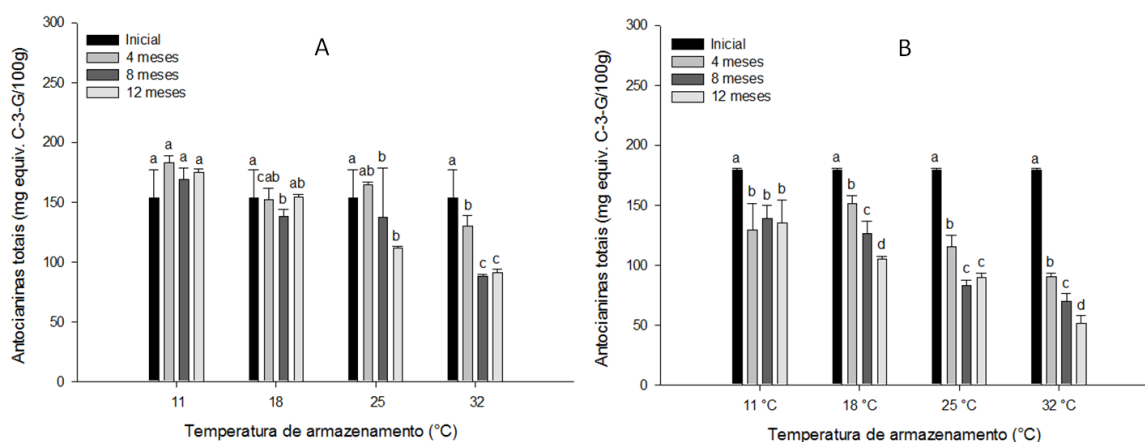 A
Inicial
4 meses
8 meses
12 meses
Antocianinas totais (mg equiv. C-3-G/100g)
300
250
200
150
100
50
0
a a a a
a cab b ab
a ab b b
a b c c
11 18 25 32
Temperatura de armazenamento (°C)
B
Inicial
4 meses
8 meses
12 meses
Antocianinas totais (mg equiv. C-3-G/100g)
300
250
200
150
100
50
0
a b b b
a b c d
a b c c
a b c d
11 °C 18 °C 25 °C 32 °C
Temperatura de armazenamento (°C)